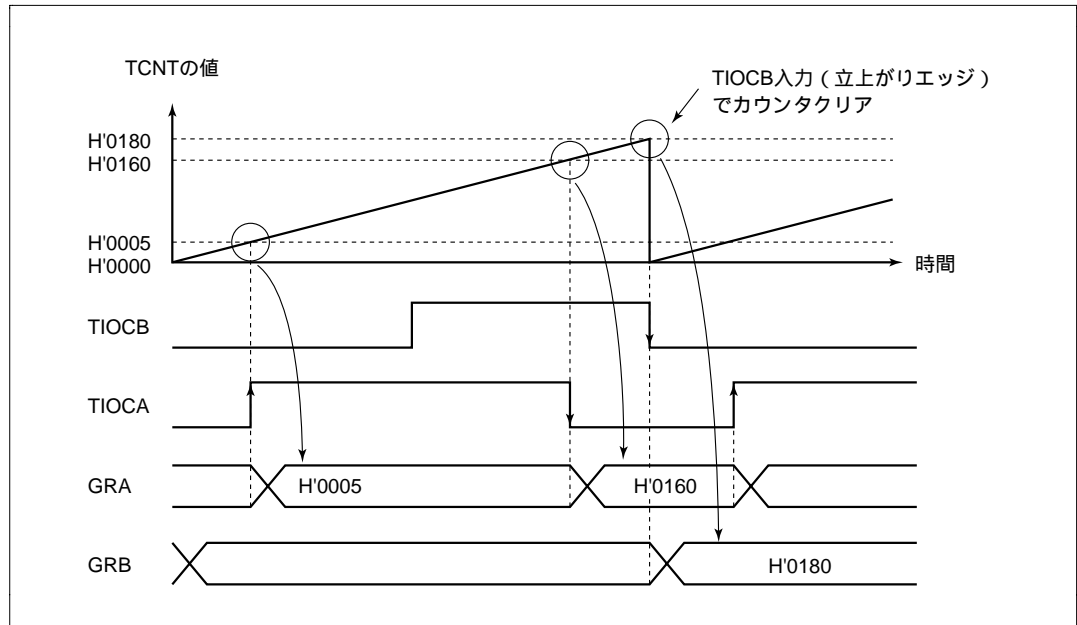 TCNTの値
TIOCB入力（立上がりエッジ）
でカウンタクリア
H'0180
H'0160
H'0005
H'0000
時間
TIOCB
TIOCA
GRA
H'0005
H'0160
GRB
H'0180